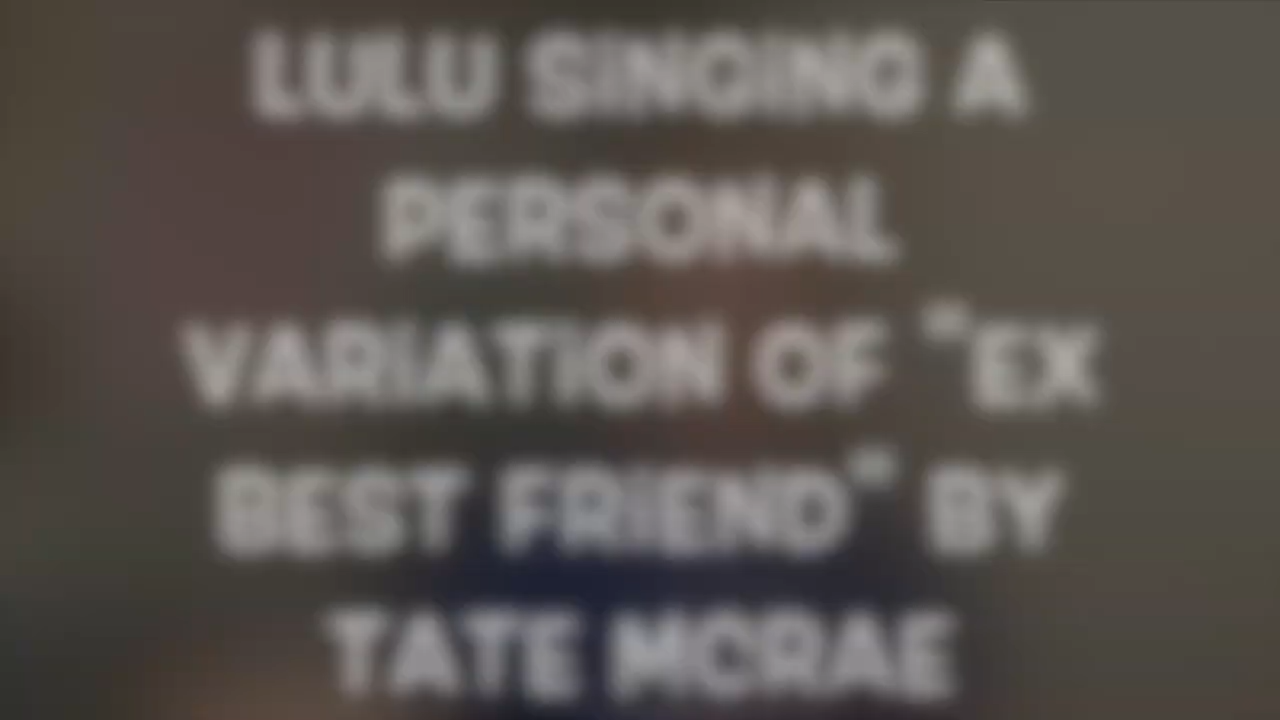 LULU SINGING A
PERSONAL
VARIATION OF "EX
BEST FRIEND" BY
TATE MCRAE